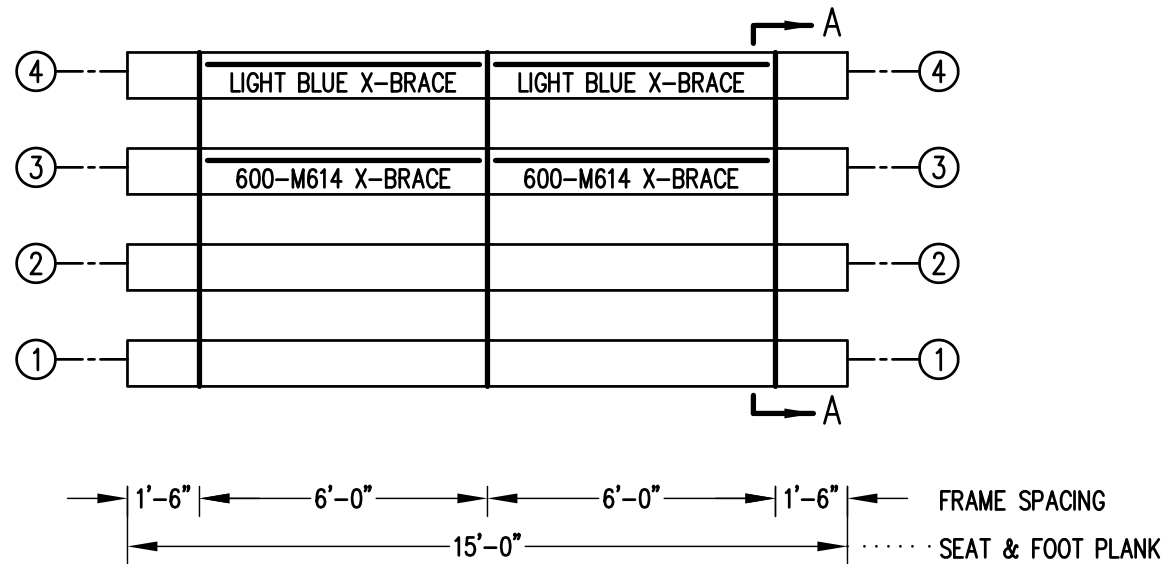 A
4 LIGHT BLUE X-BRACE LIGHT BLUE X-BRACE 4
3 600-M614 X-BRACE 600-M614 X-BRACE 3
2 2
1 1
A
1'-6" 6'-0" 6'-0" 1'-6" FRAME SPACING
15'-0" SEAT & FOOT PLANK